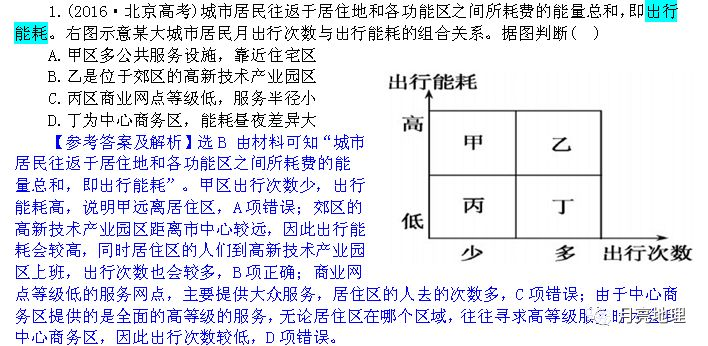 1.(2016·北京高考)城市居民往返于居住地和各功能区之间所耗费的能量总和,即出行
能耗。右图示意某大城市居民月出行次数与出行能耗的组合关系。据图判断( )
A.甲区多公共服务设施,靠近住宅区
B.乙是位于郊区的高新技术产业园区
C.丙区商业网点等级低,服务半径小
D.丁为中心商务区,能耗昼夜差异大
【参考答案及解析】选B 由材料可知“城市
居民往返于居住地和各功能区之间所耗费的能
量总和,即出行能耗”。甲区出行次数少,出行
能耗高,说明甲远离居住区,A项错误;郊区的
高新技术产业园区距离市中心较远,因此出行能
耗会较高,同时居住区的人们到高新技术产业园
区上班,出行次数也会较多,B项正确;商业网
点等级低的服务网点,主要提供大众服务,居住区的人去的次数多,C项错误;由于中心商
务区提供的是全面的高等级的服务,无论居住区在哪个区域,往往寻求高等级服
中心商务区,因此出行次数较低,D项错误。
出行能耗
高
甲
乙
低
丙
丁
少
多
出行次数
月亮地理